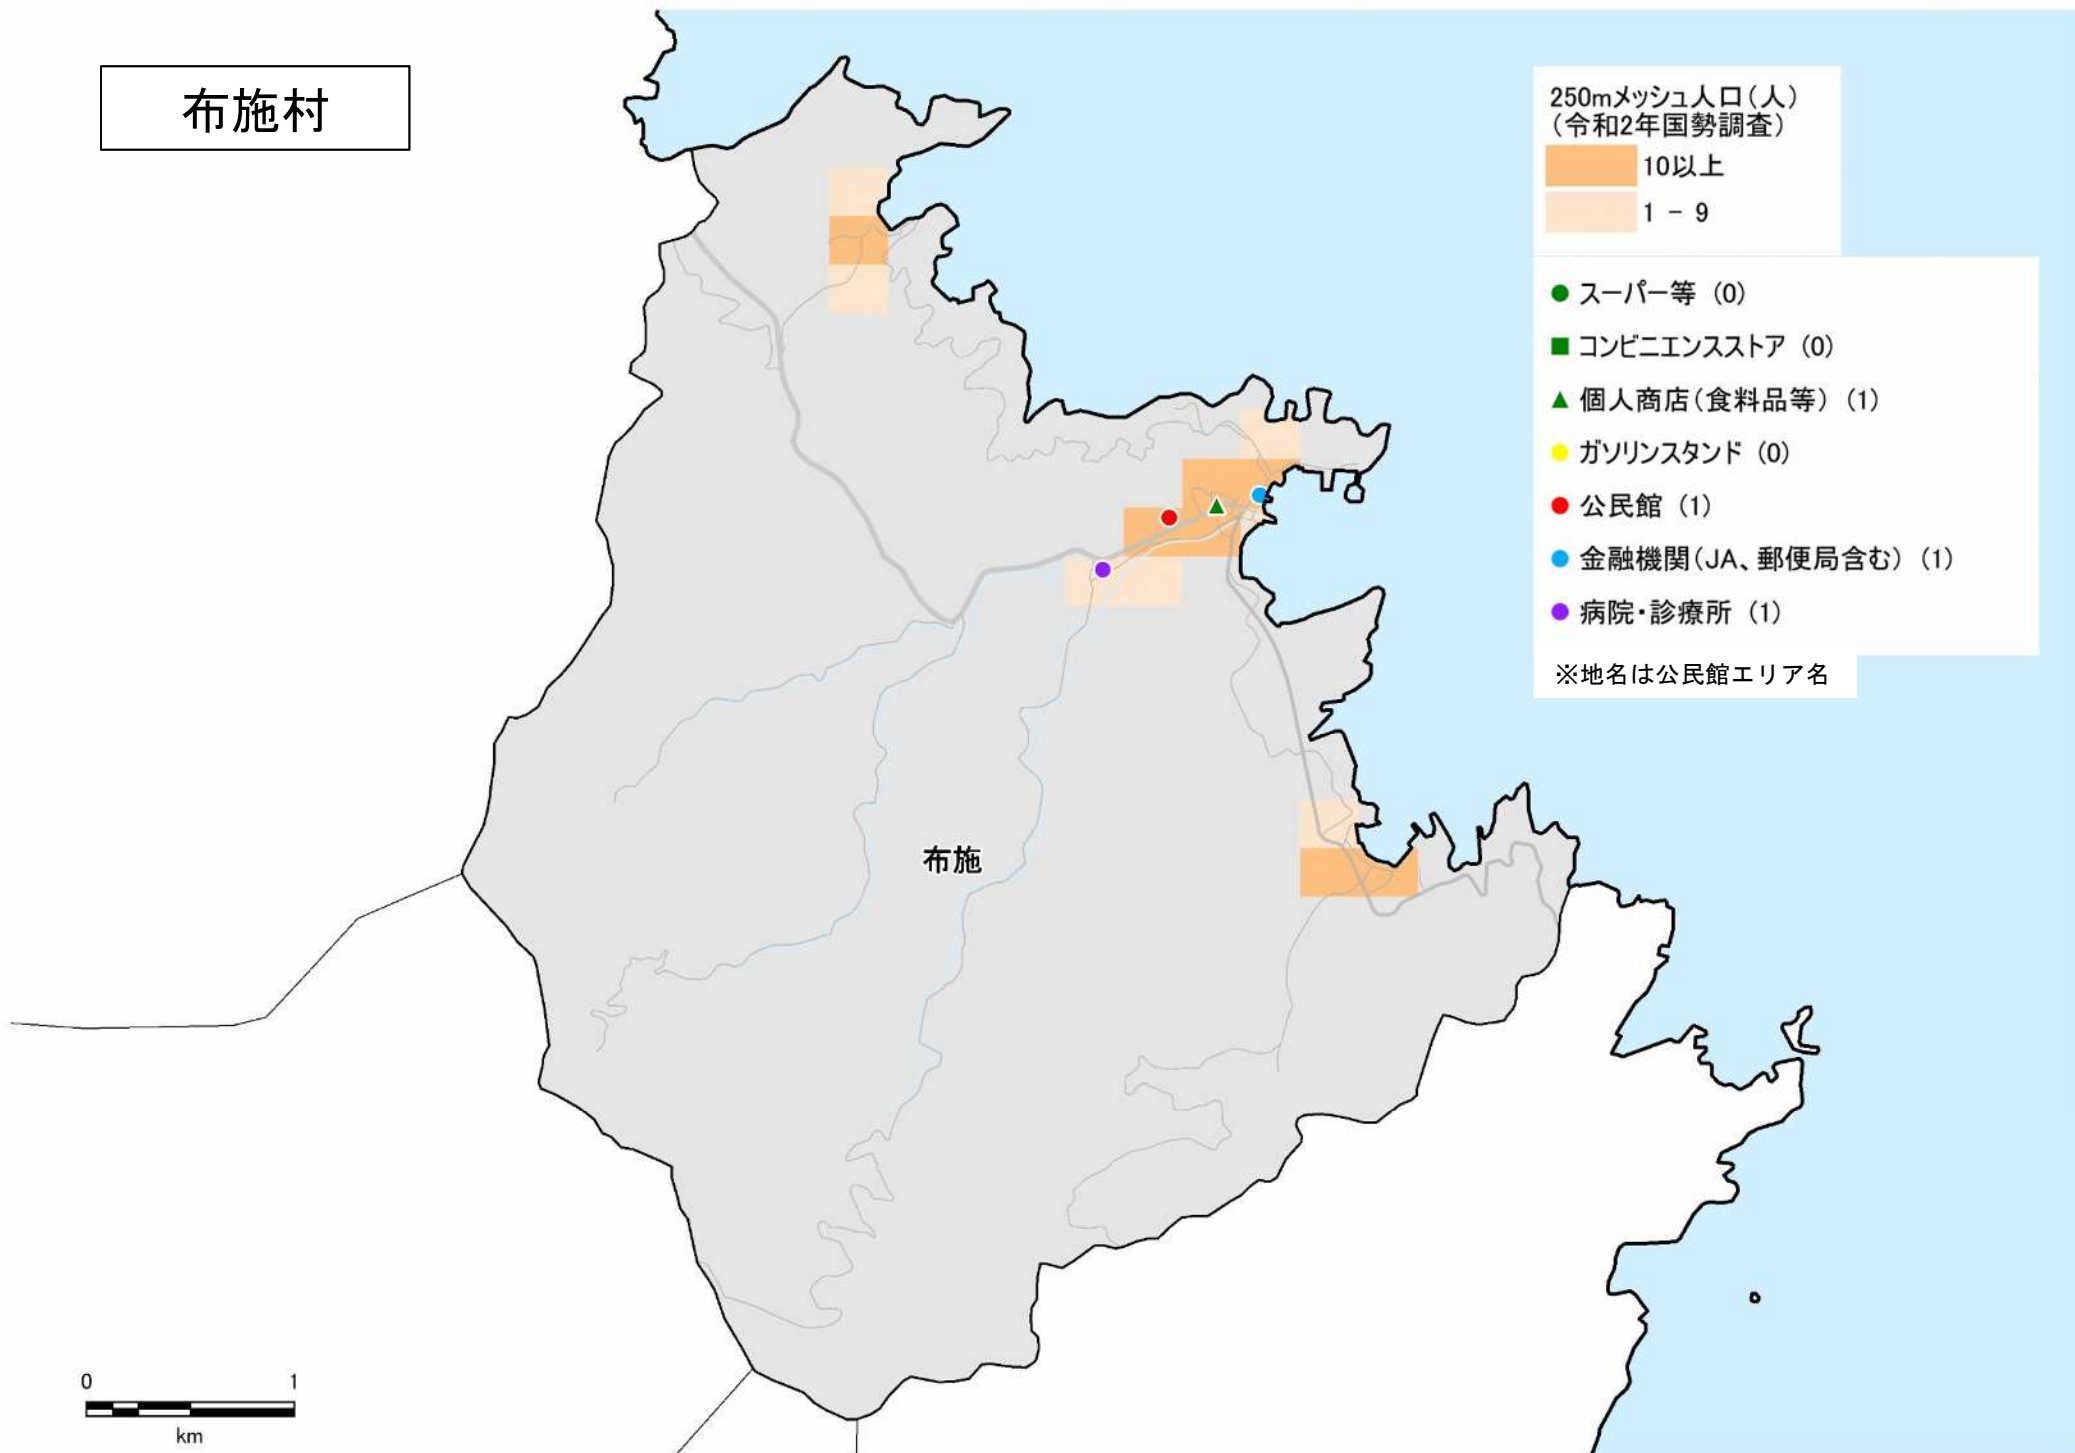 布施村
250mメッシュ人口（人）
（令和2年国勢調査）
10以上
1 － 9
スーパー等 (0)
コンビニエンスストア (0)
個人商店（食料品等） (1)
ガソリンスタンド (0)
公民館 (1)
金融機関（JA、郵便局含む） (1)
病院・診療所 (1)
※地名は公民館エリア名
布施
0 1
km